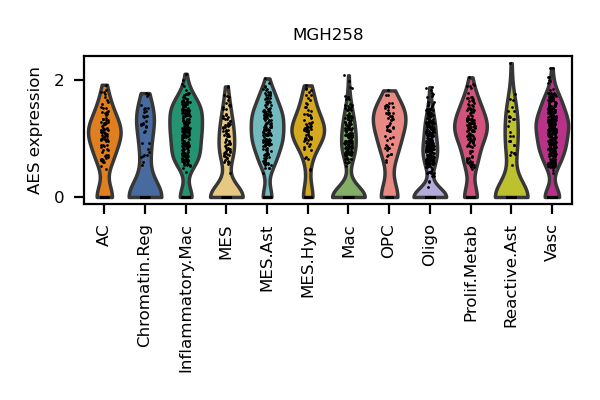 MGH258
AES expression
2
0
AC
Chromatin.Reg
Inflammatory.Mac
MES
MES.Ast
MES.Hyp
Mac
OPC
Oligo
Prolif.Metab
Reactive.Ast
Vasc